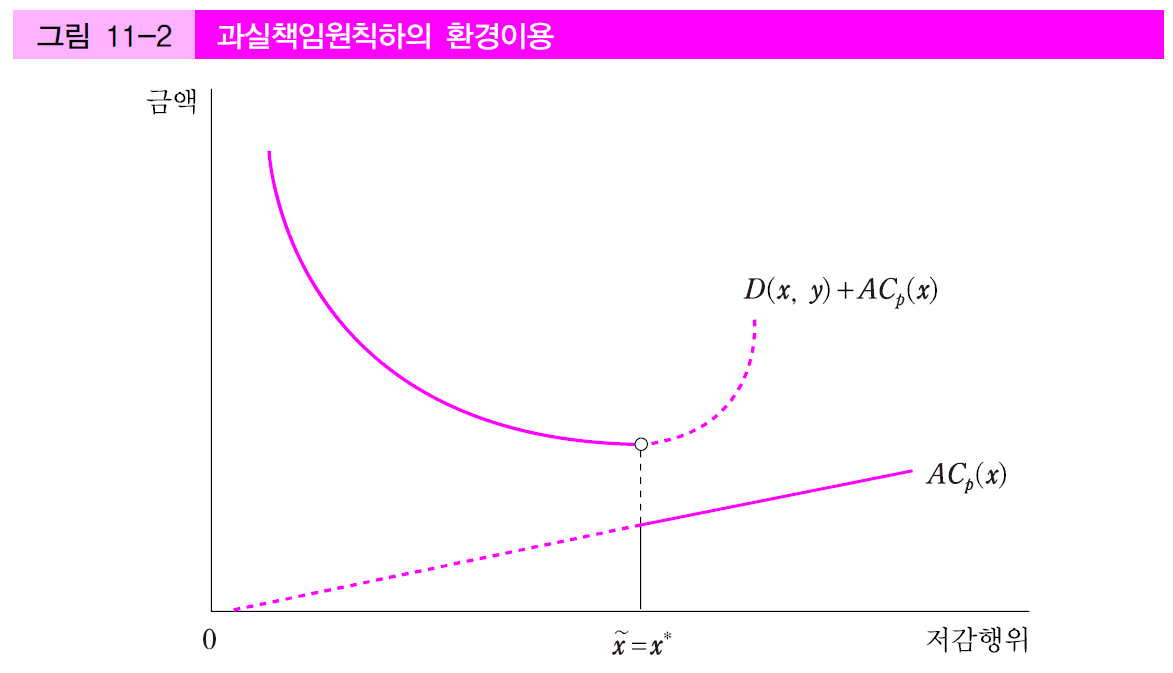 그림 11-2 과실책임원칙하의 환경이용
금액
D(x, y)+ACₚ(x)
ACₚ(x)
0
x̃=x*
저감행위